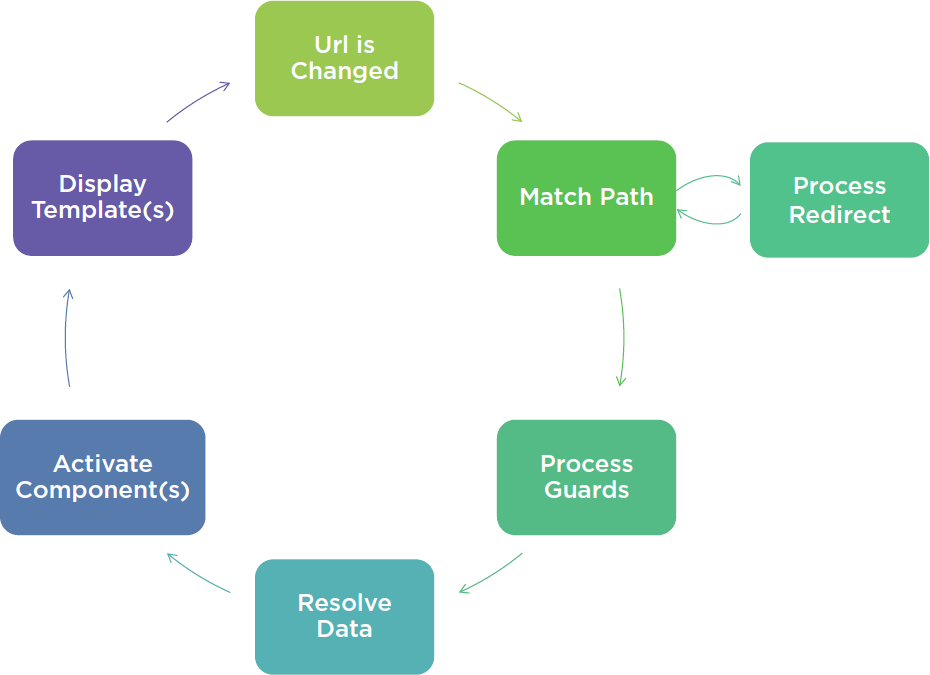 Url is
Changed
Match Path
Process
Redirect
Process
Guards
Resolve
Data
Activate
Component(s)
Display
Template(s)